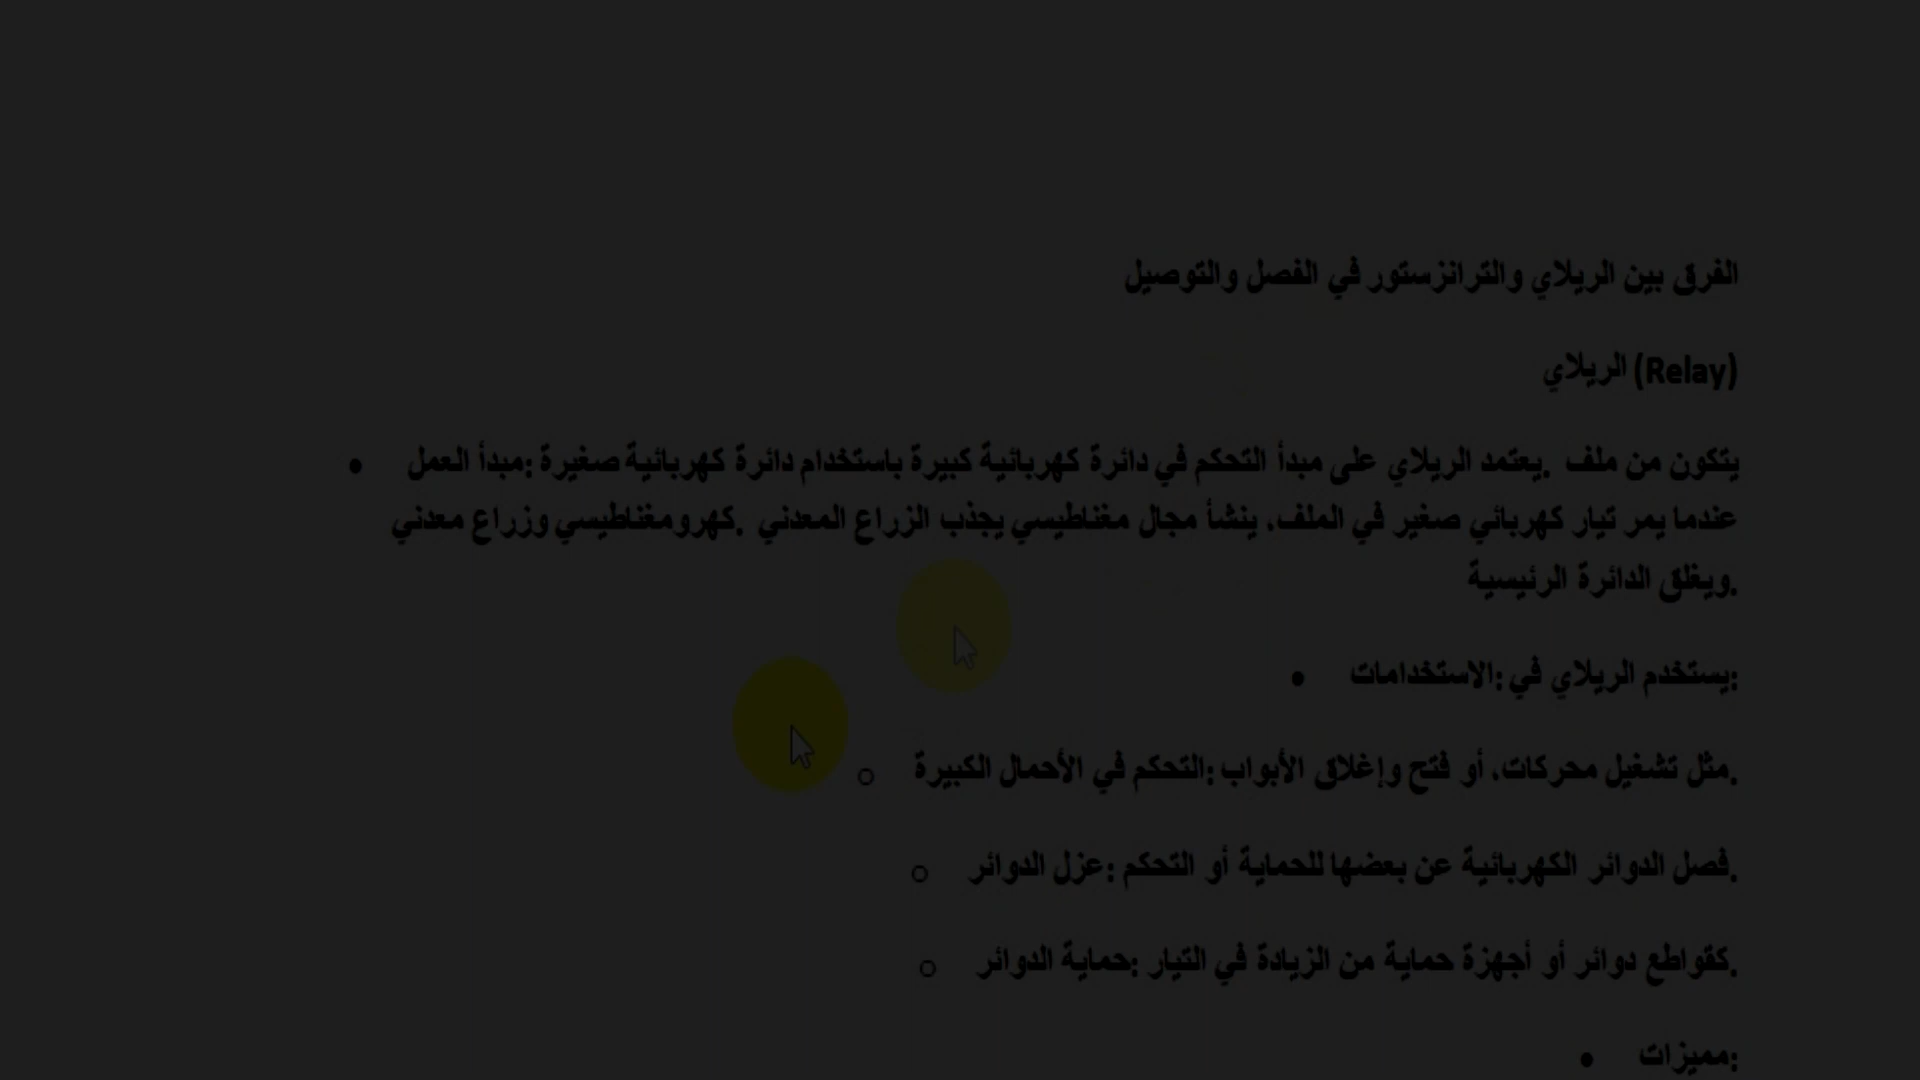 الفرق بين الريلاي والترانزستور في الفصل والتوصيل
(Relay) الريلاي
يتكون من ملف .يعتمد الريلاي على مبدأ التحكم في دائرة كهربائية كبيرة باستخدام دائرة كهربائية صغيرة :مبدأ العمل •
عندما يمر تيار كهربائي صغير في الملف، ينشأ مجال مغناطيسي يجذب الزراع المعدني .كهرومغناطيسي وزراع معدني
.ويغلق الدائرة الرئيسية
:يستخدم الريلاي في :الاستخدامات •
.مثل تشغيل محركات، أو فتح وإغلاق الأبواب :التحكم في الأحمال الكبيرة o
.فصل الدوائر الكهربائية عن بعضها للحماية أو التحكم :عزل الدوائر o
.كقواطع دوائر أو أجهزة حماية من الزيادة في التيار :حماية الدوائر o
:مميزات •